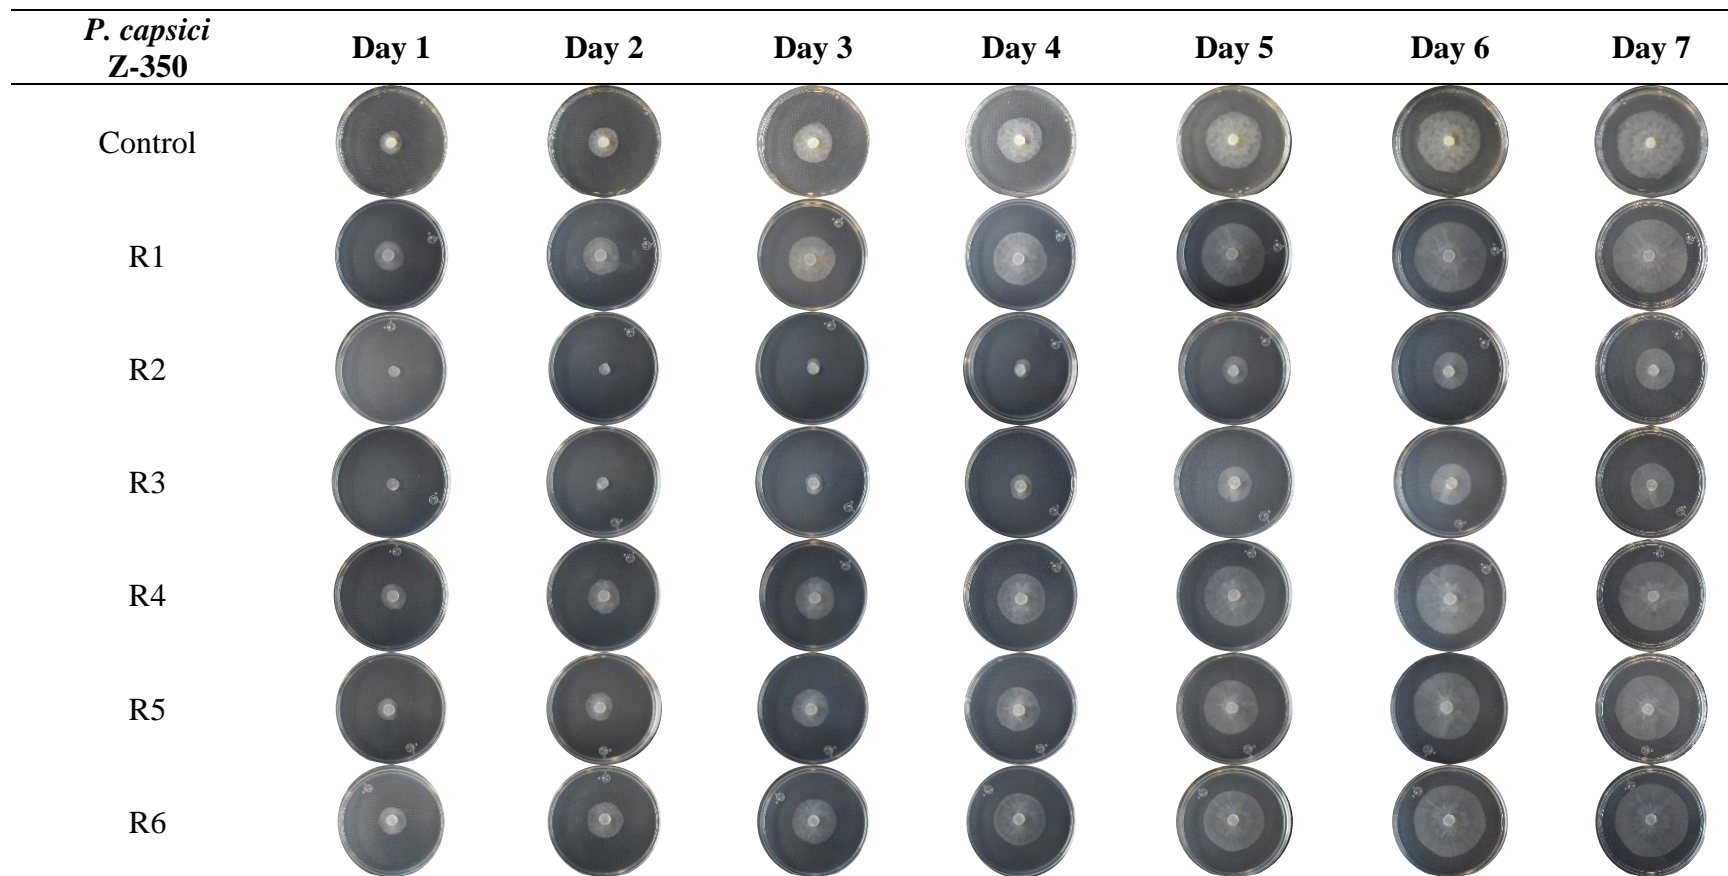 P. capsici
Z-350
Day 1
Day 2
Day 3
Day 4
Day 5
Day 6
Day 7
Control
R1
R2
R3
R4
R5
R6